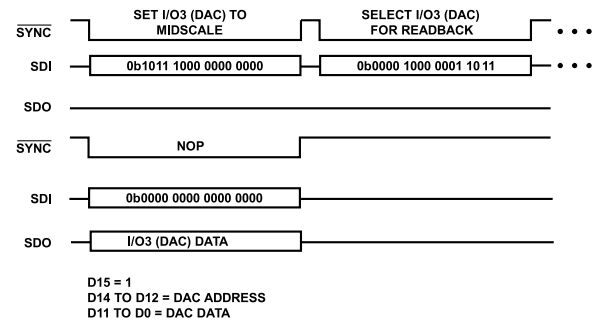 SET I/O3 (DAC) TO MIDSCALE
SELECT I/O3 (DAC) FOR READBACK
SYNC
SDI
0b1011 1000 0000 0000
0b0000 1000 0001 1011
SDO
SYNC
NOP
SDI
0b0000 0000 0000 0000
SDO
I/O3 (DAC) DATA
D15 = 1
D14 TO D12 = DAC ADDRESS
D11 TO D0 = DAC DATA